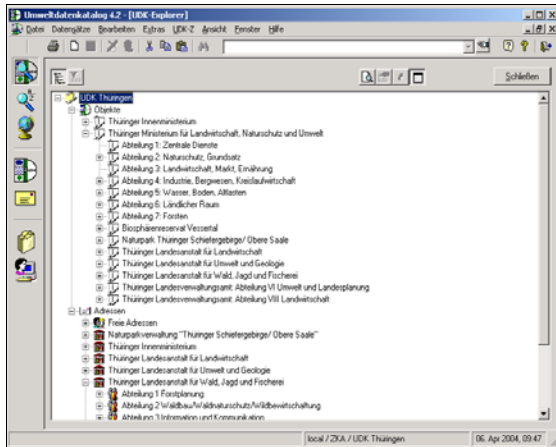 Umweltdatenkatalog 4.2 - [UDK-Explorer]
Datei Datensätze Bearbeiten Extras UDK-Z Ansicht Fenster Hilfe
Schließen
UDK Thüringen
Objekte
Thüringer Innenministerium
Thüringer Ministerium für Landwirtschaft, Naturschutz und Umwelt
Abteilung 1: Zentrale Dienste
Abteilung 2: Naturschutz, Grundsatz
Abteilung 3: Landwirtschaft, Markt, Ernährung
Abteilung 4: Industrie, Bergwesen, Kreislaufwirtschaft
Abteilung 5: Wasser, Boden, Altlasten
Abteilung 6: Ländlicher Raum
Abteilung 7: Forsten
Biosphärenreservat Vessertal
Naturpark Thüringer Schiefergebirge/ Obere Saale
Thüringer Landesanstalt für Landwirtschaft
Thüringer Landesanstalt für Umwelt und Geologie
Thüringer Landesanstalt für Wald, Jagd und Fischerei
Thüringer Landesverwaltungsamt: Abteilung VI Umwelt und Landesplanung
Thüringer Landesverwaltungsamt: Abteilung VIII Landwirtschaft
Adressen
Freie Adressen
Naturparkverwaltung "Thüringer Schiefergebirge/ Obere Saale"
Thüringer Innenministerium
Thüringer Landesanstalt für Landwirtschaft
Thüringer Landesanstalt für Umwelt und Geologie
Thüringer Landesanstalt für Wald, Jagd und Fischerei
Abteilung 1 Forstplanung
Abteilung 2 Waldbau/Waldnaturschutz/Wildbewirtschaftung
Abteilung 3 Information und Kommunikation
local / ZKA / UDK Thüringen 06. Apr 2004, 09:47